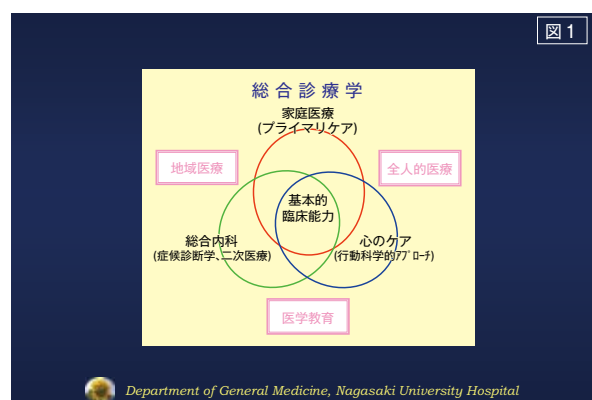 図1
総合診療学
家庭医療
(プライマリケア)
地域医療
全人的医療
基本的
臨床能力
総合内科
(症候診断学、二次医療)
心のケア
(行動科学的ｱﾌﾟﾛｰﾁ)
医学教育
Department of General Medicine, Nagasaki University Hospital